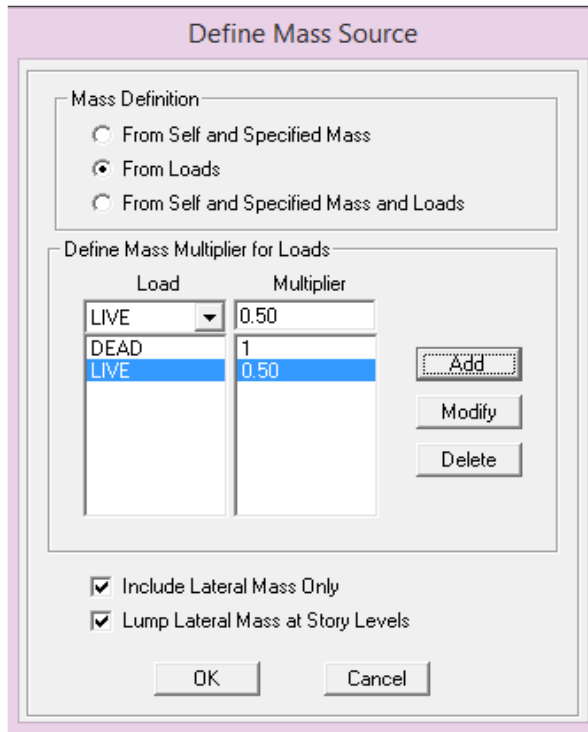 Define Mass Source
Mass Definition
From Self and Specified Mass
From Loads
From Self and Specified Mass and Loads
Define Mass Multiplier for Loads
Load Multiplier
LIVE 0.50
DEAD 1
LIVE 0.50
Add
Modify
Delete
Include Lateral Mass Only
Lump Lateral Mass at Story Levels
OK Cancel